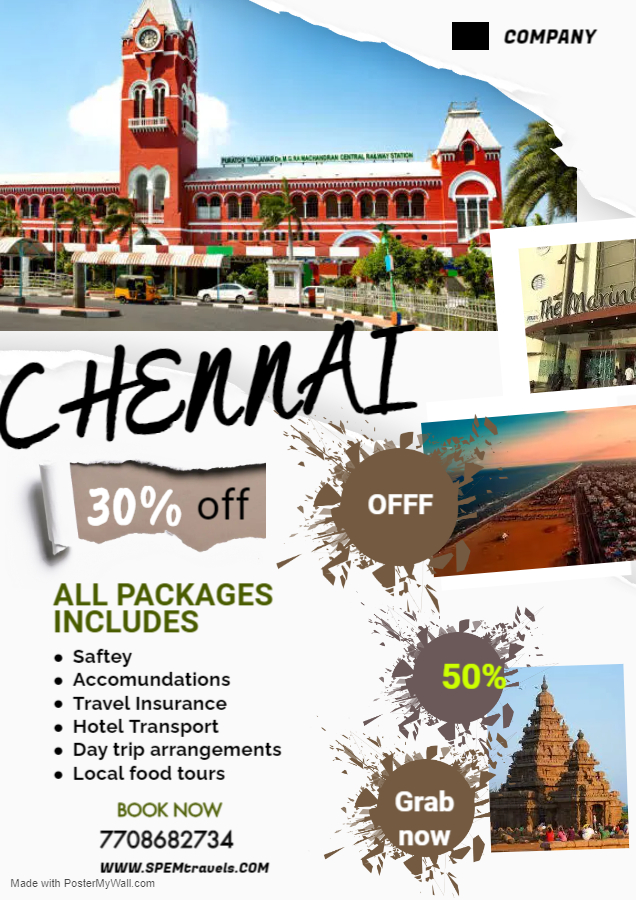 COMPANY
PURATCHI THALAIVAR Dr.M.G.RAMACHANDRAN CENTRAL RAILWAY STATION
The Marina
CHENNAI
30% off
OFFF
ALL PACKAGES
INCLUDES
• Saftey
• Accomundations
• Travel Insurance
• Hotel Transport
• Day trip arrangements
• Local food tours
50%
Grab
now
BOOK NOW
7708682734
WWW.SPEMtravels.COM
Made with PosterMyWall.com